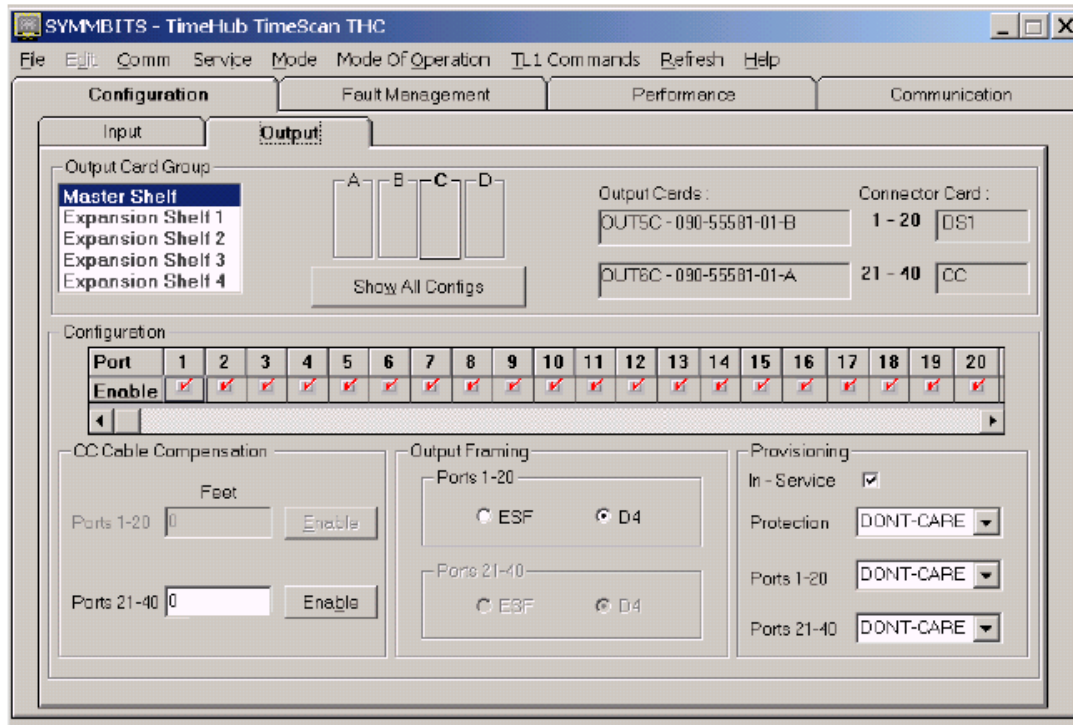 SYMMBITS - TimeHub TimeScan THC
File Edit Comm Service Mode Mode Of Operation TL1 Commands Refresh Help
Configuration Fault Management Performance Communication
Input Output
Output Card Group
Master Shelf
Expansion Shelf 1
Expansion Shelf 2
Expansion Shelf 3
Expansion Shelf 4
A B C D
Show All Configs
Output Cards :
OUT5C - 090-55581-01-B
OUT6C - 090-55581-01-A
Connector Card :
1 - 20 DS1
21 - 40 CC
Configuration
Port 1 2 3 4 5 6 7 8 9 10 11 12 13 14 15 16 17 18 19 20
Enable
CC Cable Compensation
Feet
Ports 1-20 0 Enable
Ports 21-40 0 Enable
Output Framing
Ports 1-20
ESF D4
Ports 21-40
ESF D4
Provisioning
In - Service
Protection DONT-CARE
Ports 1-20 DONT-CARE
Ports 21-40 DONT-CARE